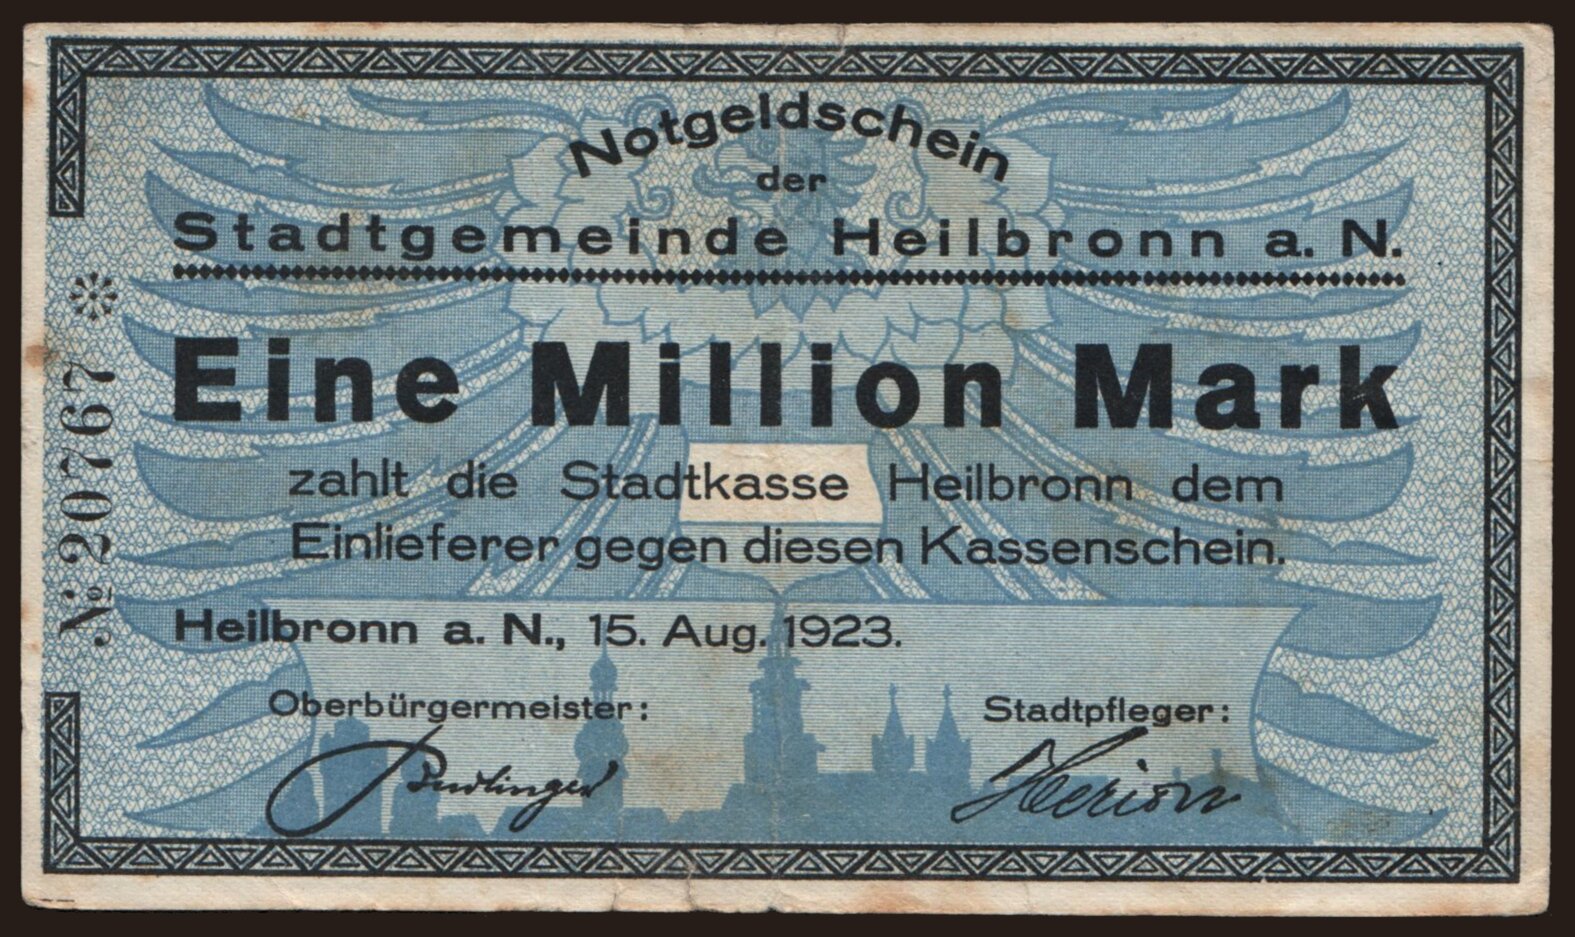 Notgeldschein
der
Stadtgemeinde Heilbronn a. N.
Eine Million Mark
zahlt die Stadtkasse Heilbronn dem
Einlieferer gegen diesen Kassenschein.
Heilbronn a. N., 15. Aug. 1923.
Oberbürgermeister: Stadtpfleger:
№ 207767 *